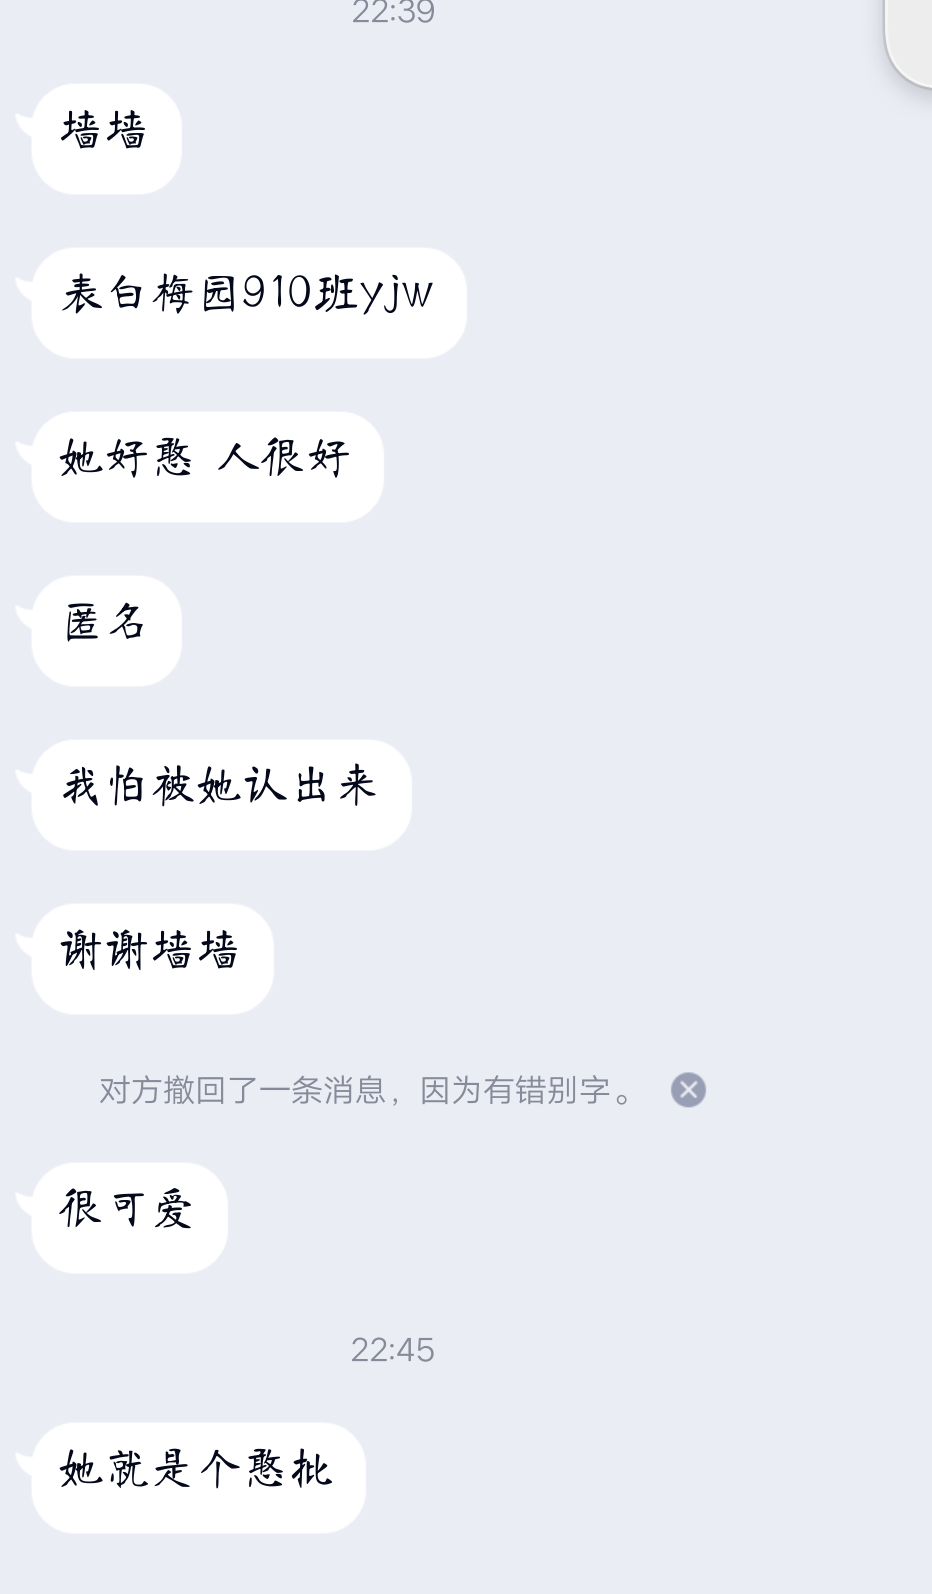 22:39
墙墙
表白梅园910班yjw
她好憨 人很好
匿名
我怕被她认出来
谢谢墙墙
对方撤回了一条消息，因为有错别字。
很可爱
22:45
她就是个憨批